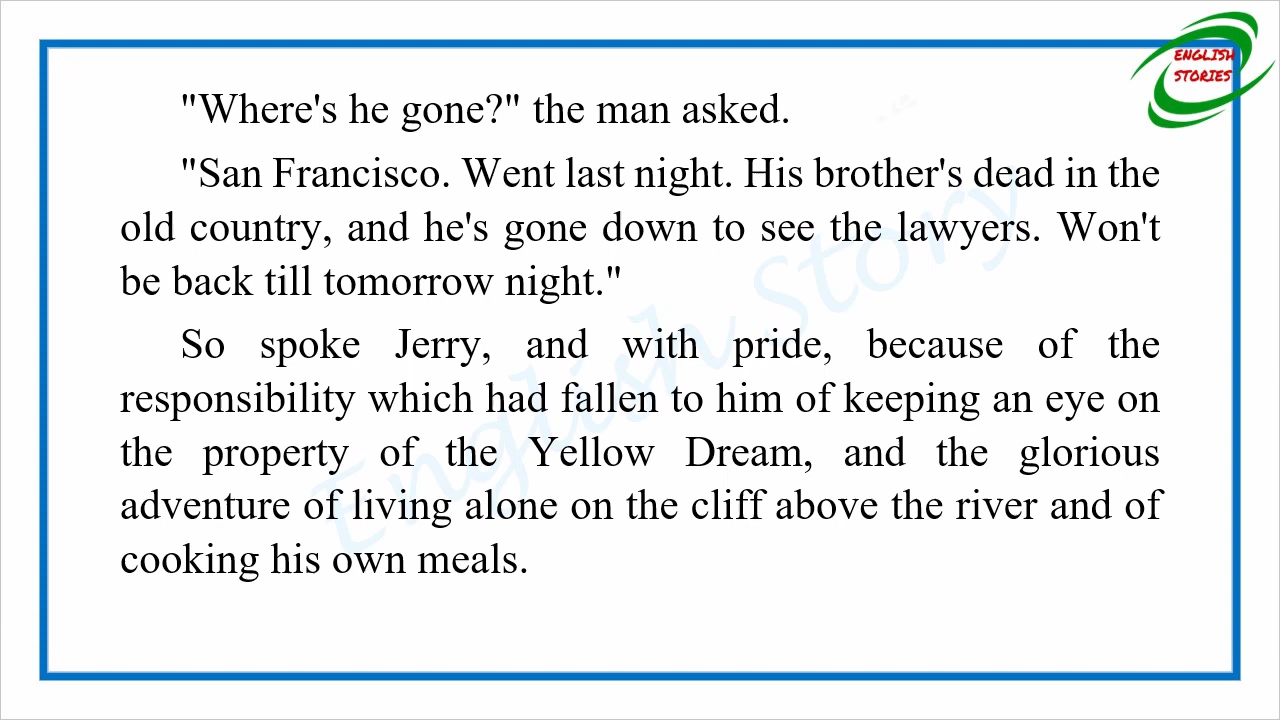 ENGLISH
STORIES
"Where's he gone?" the man asked.
"San Francisco. Went last night. His brother's dead in the
old country, and he's gone down to see the lawyers. Won't
be back till tomorrow night."
So spoke Jerry, and with pride, because of the
responsibility which had fallen to him of keeping an eye on
the property of the Yellow Dream, and the glorious
adventure of living alone on the cliff above the river and of
cooking his own meals.
English Story